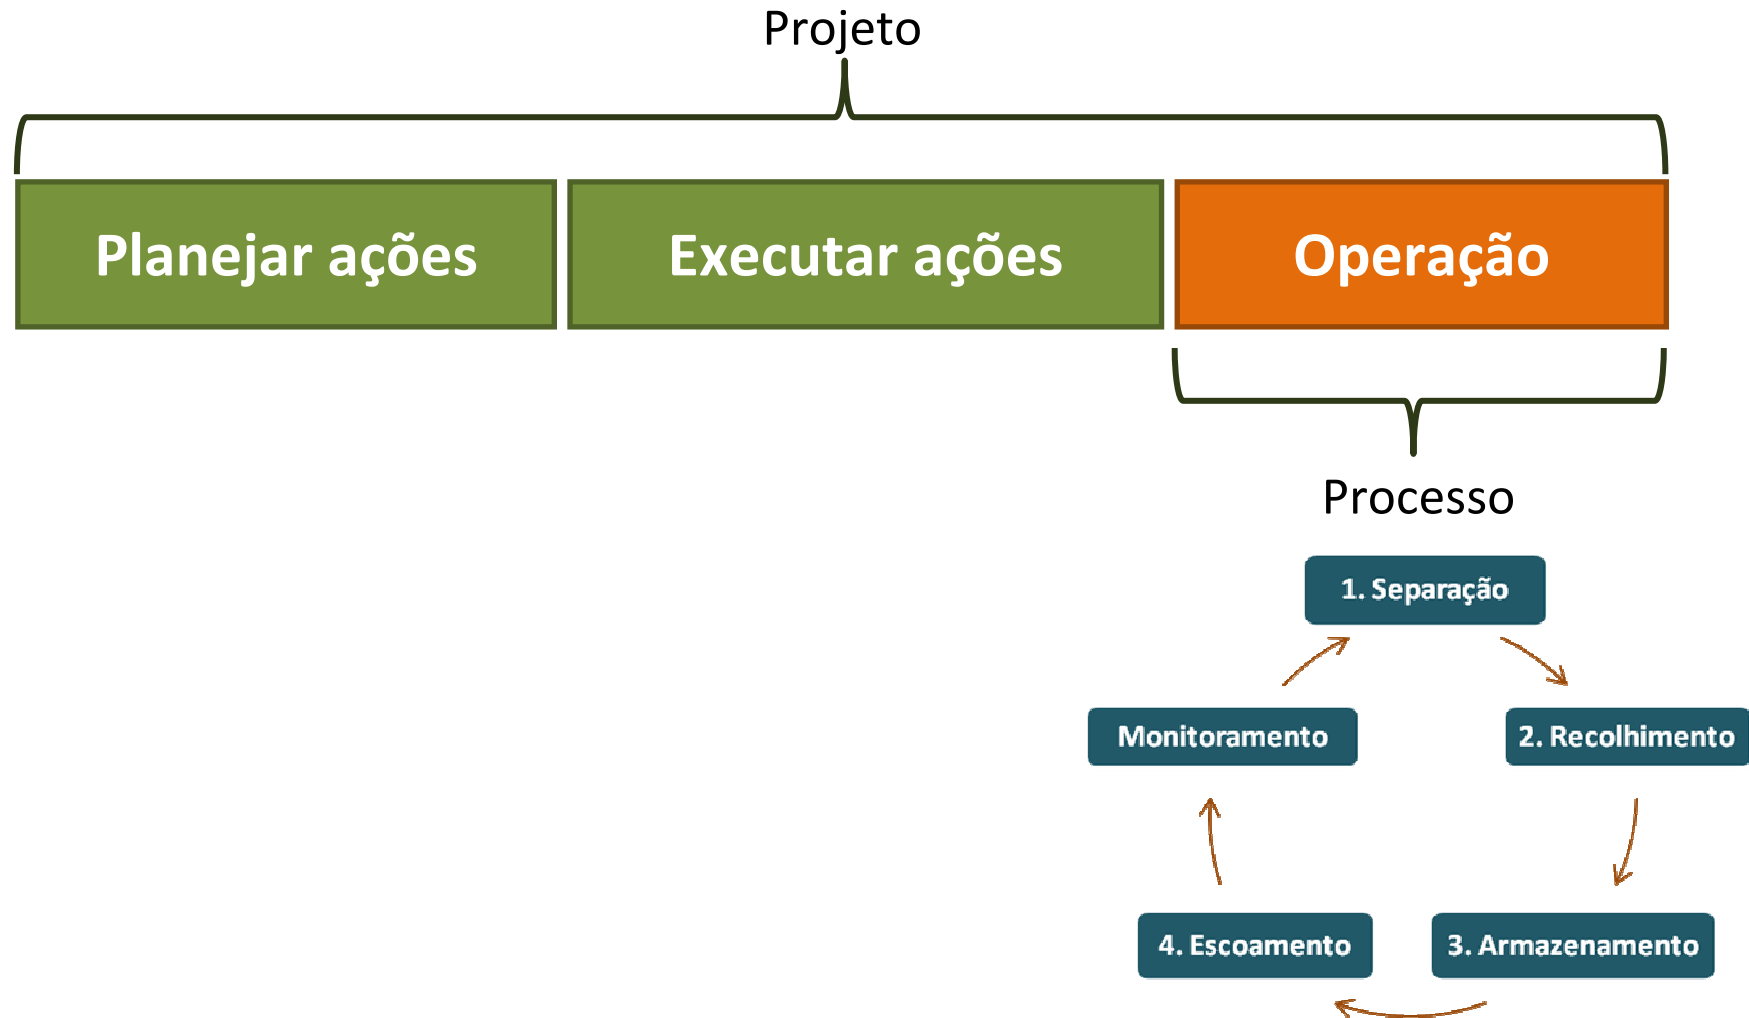 Projeto
Planejar ações
Executar ações
Operação
Processo
1. Separação
Monitoramento
2. Recolhimento
4. Escoamento
3. Armazenamento